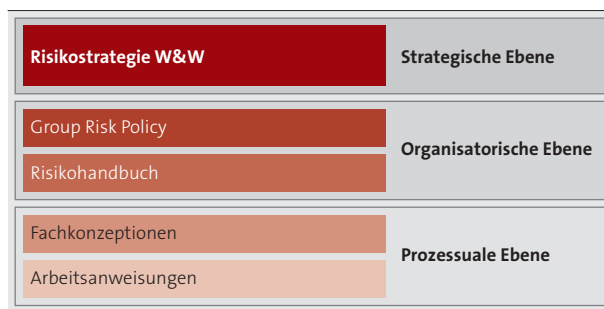 Risikostrategie W&W
Strategische Ebene
Group Risk Policy
Risikohandbuch
Organisatorische Ebene
Fachkonzeptionen
Arbeitsanweisungen
Prozessuale Ebene